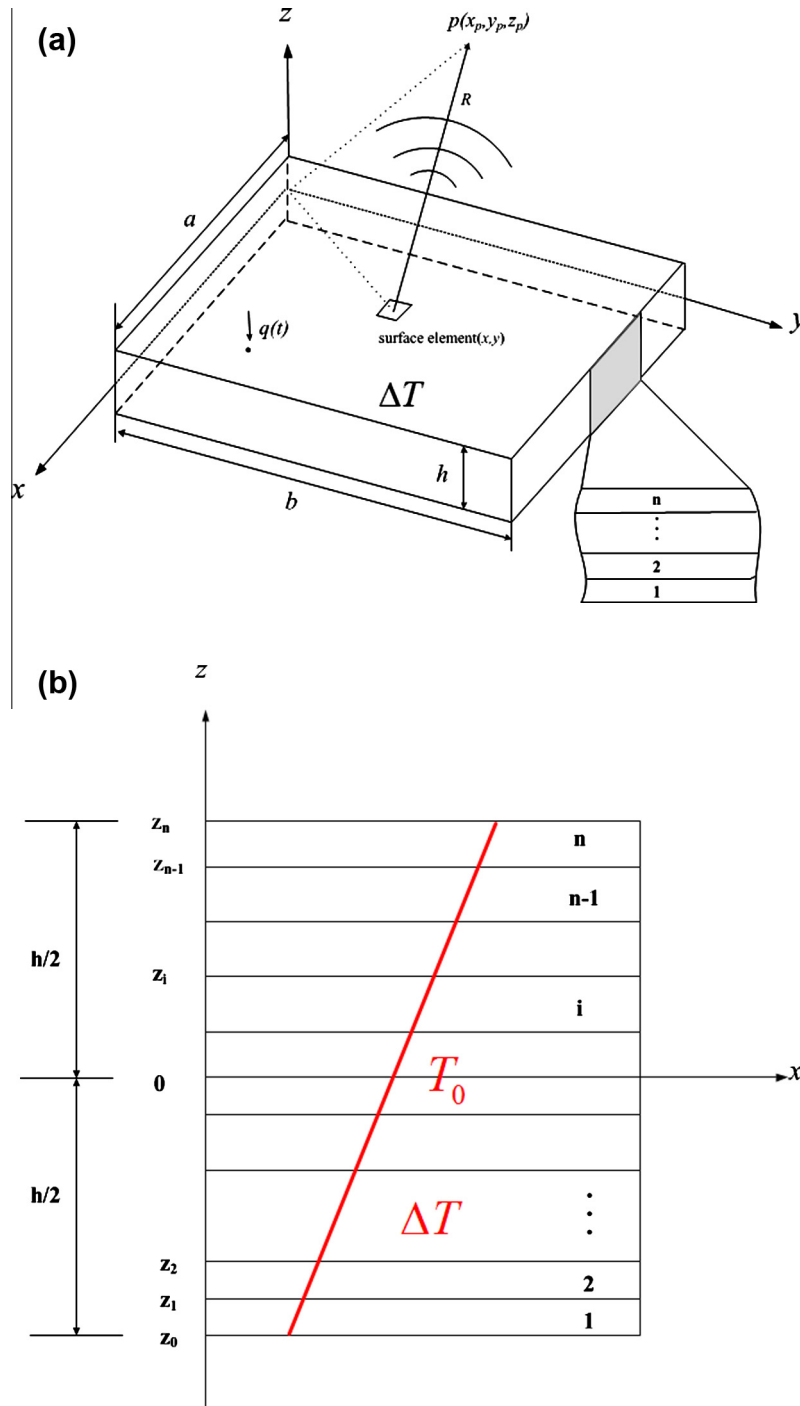 (a)
z
p(xp,yp,zp)
R
a
q(t)
surface element(x,y)
y
ΔT
h
x
b
n
⋮
2
1
(b)
z
zn
n
zn-1
n-1
h/2
zi
i
T0
0
x
h/2
ΔT
⋮
z2
2
z1
1
z0